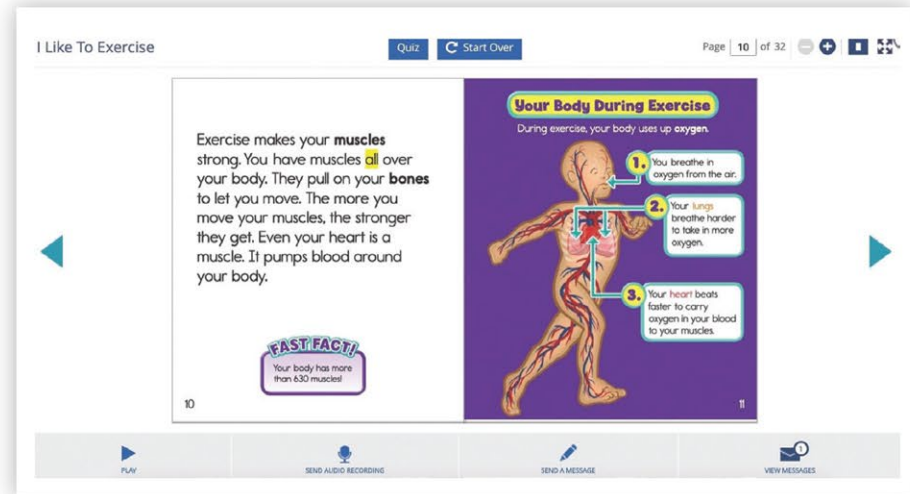 I Like To Exercise
Quiz
Start Over
Page 10 of 32
Exercise makes your muscles
strong. You have muscles all over
your body. They pull on your bones
to let you move. The more you
move your muscles, the stronger
they get. Even your heart is a
muscle. It pumps blood around
your body.
FAST FACT!
Your body has more
than 630 muscles!
10
Your Body During Exercise
During exercise, your body uses up oxygen.
1.
You breathe in
oxygen from the air.
2.
Your lungs
breathe harder
to take in more
oxygen.
3.
Your heart beats
faster to carry
oxygen in your blood
to your muscles.
11
PLAY
SEND AUDIO RECORDING
SEND A MESSAGE
1
VIEW MESSAGES